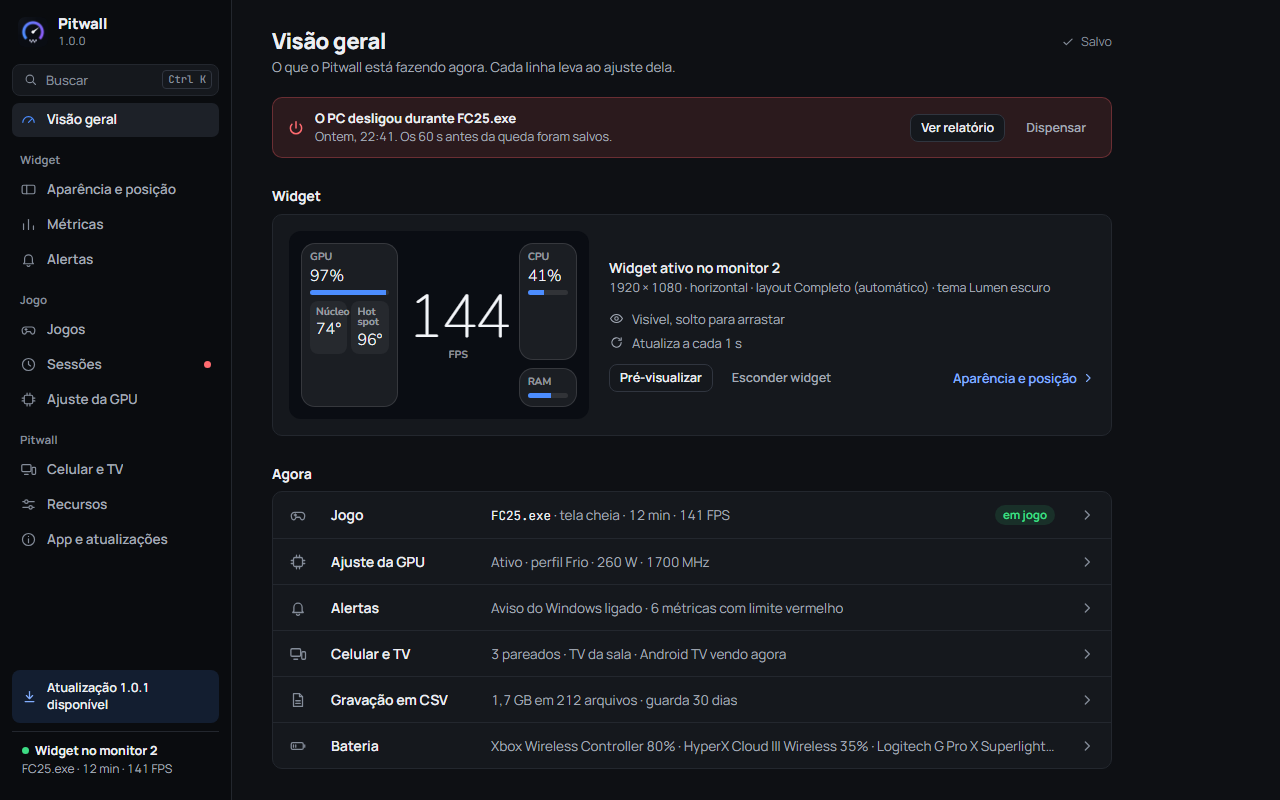 Pitwall
1.0.0
Buscar
Ctrl K
Visão geral
Widget
Aparência e posição
Métricas
Alertas
Jogo
Jogos
Sessões
Ajuste da GPU
Pitwall
Celular e TV
Recursos
App e atualizações
Atualização 1.0.1
disponível
Widget no monitor 2
FC25.exe · 12 min · 141 FPS
Visão geral
Salvo
O que o Pitwall está fazendo agora. Cada linha leva ao ajuste dela.
O PC desligou durante FC25.exe
Ontem, 22:41. Os 60 s antes da queda foram salvos.
Ver relatório
Dispensar
Widget
GPU
97%
Núcleo
74°
Hot
spot
96°
144
FPS
CPU
41%
RAM
Widget ativo no monitor 2
1920 × 1080 · horizontal · layout Completo (automático) · tema Lumen escuro
Visível, solto para arrastar
Atualiza a cada 1 s
Pré-visualizar
Esconder widget
Aparência e posição
Agora
Jogo
FC25.exe · tela cheia · 12 min · 141 FPS
em jogo
Ajuste da GPU
Ativo · perfil Frio · 260 W · 1700 MHz
Alertas
Aviso do Windows ligado · 6 métricas com limite vermelho
Celular e TV
3 pareados · TV da sala · Android TV vendo agora
Gravação em CSV
1,7 GB em 212 arquivos · guarda 30 dias
Bateria
Xbox Wireless Controller 80% · HyperX Cloud III Wireless 35% · Logitech G Pro X Superlight...